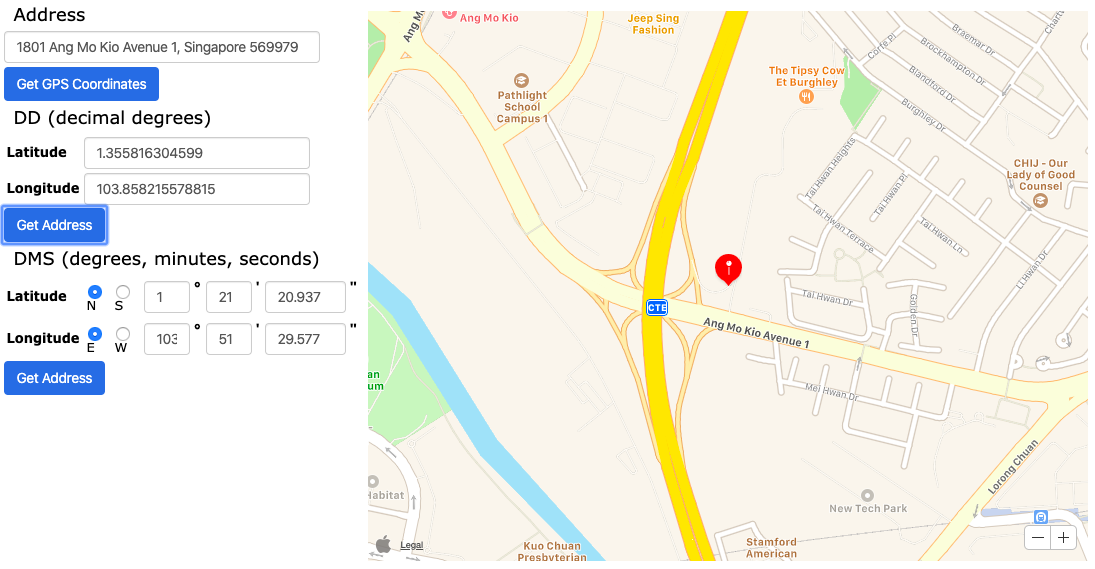 Address
1801 Ang Mo Kio Avenue 1, Singapore 569979
Get GPS Coordinates
DD (decimal degrees)
Latitude 1.355816304599
Longitude 103.858215578815
Get Address
DMS (degrees, minutes, seconds)
Latitude N S 1 ° 21 ' 20.937 "
Longitude E W 103 ° 51 ' 29.577 "
Get Address
Ang Mo Kio
Ang Mo
Jeep Sing
Fashion
Pathlight
School
Campus 1
The Tipsy Cow
Et Burghley
Corfe Pl
Braemar Dr.
Brockhampton Dr.
Blandford Dr.
Burghley Dr.
Chartw
CHIJ - Our
Lady of Good
Counsel
Tai Hwan Heights
Tai Hwan Pl
Tai Hwan Terrace
Tai Hwan Ln
Tai Hwan Dr
Golden Dr.
Li Hwan Dr.
CTE
Ang Mo Kio Avenue 1
Mei Hwan Dr
an
um
Habitat
Lorong Chuan
New Tech Park
Stamford
American
Kuo Chuan
Presbyterian
Legal